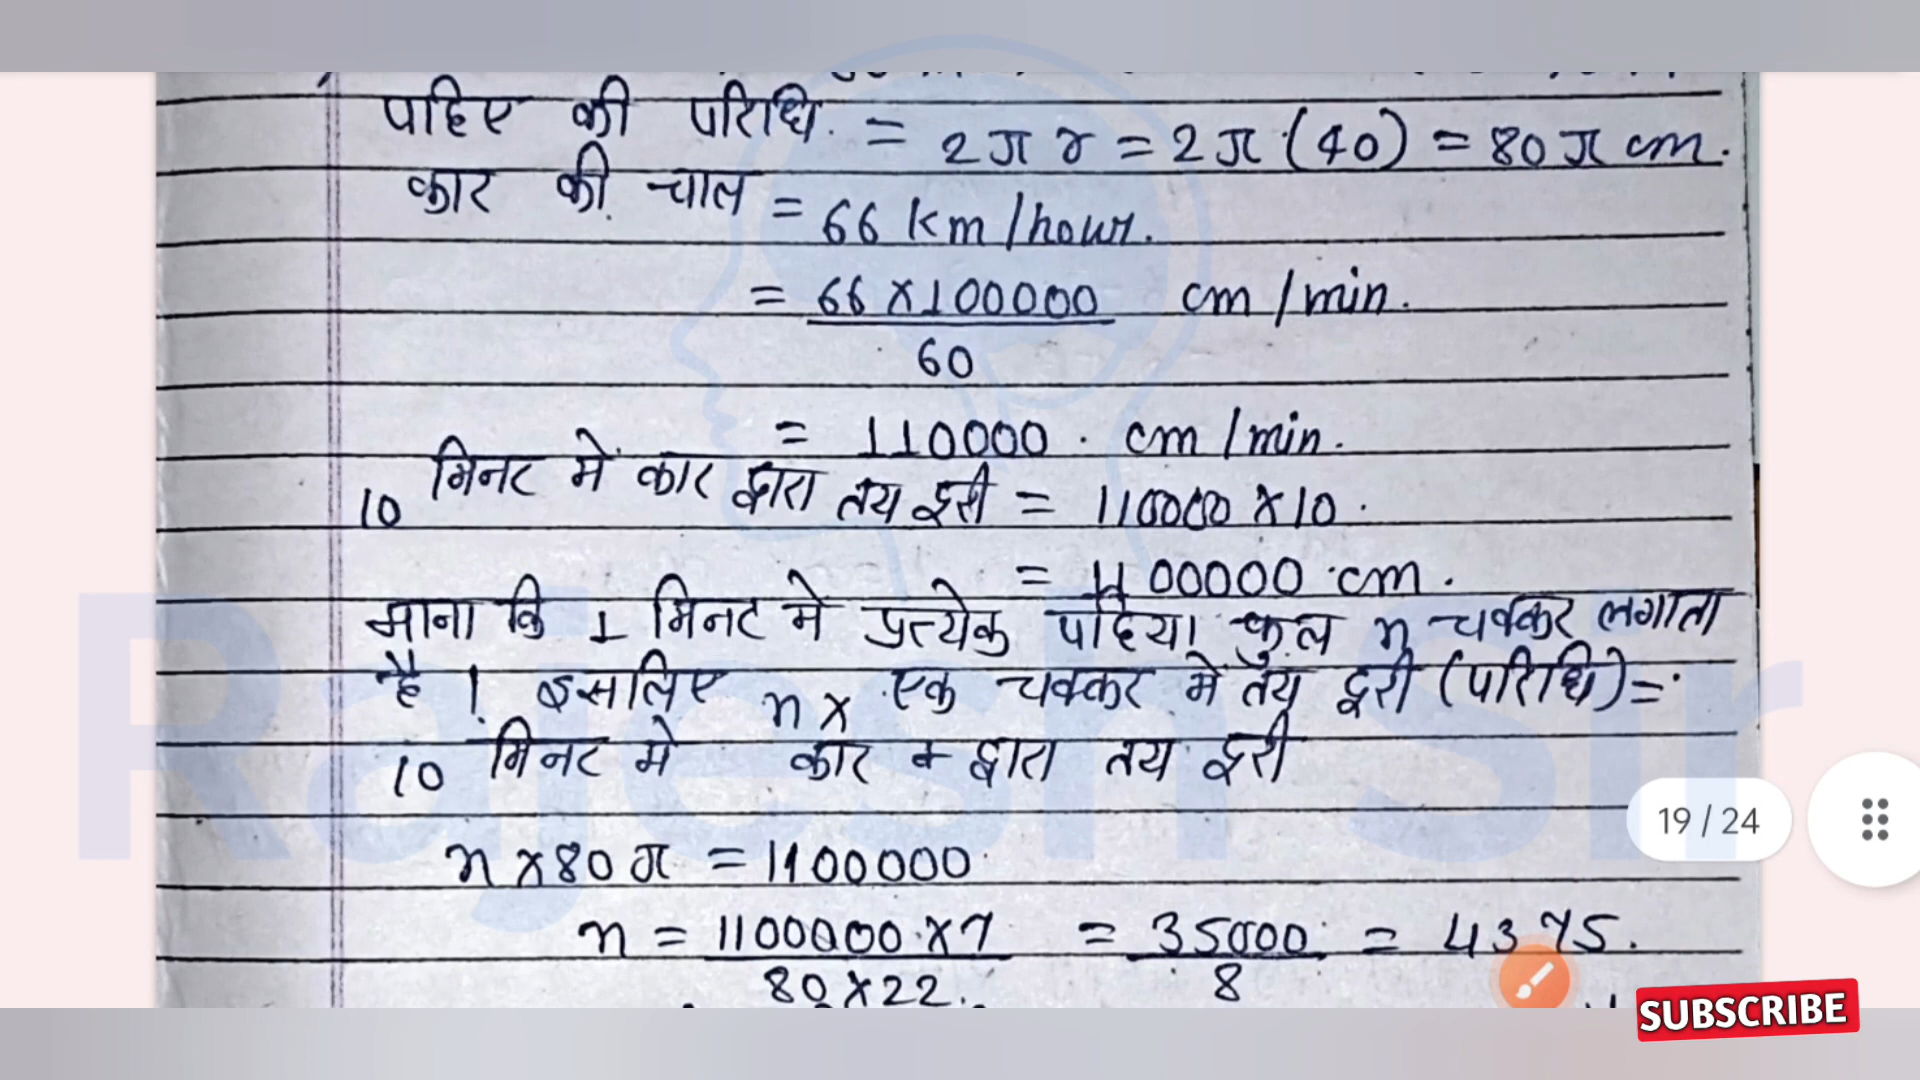 पहिए की परिधि. = 2πr = 2π(40) = 80π cm.
कार की चाल = 66 km/hour.
= 66 x 100000 cm/min.
60
= 110000 . cm/min.
10 मिनट में कार द्वारा तय दूरी = 110000 x 10.
= 1100000 cm.
माना कि 1 मिनट में प्रत्येक पहिया कुल n चक्कर लगाता
है। इसलिए n x एक चक्कर में तय दूरी (परिधि) =
10 मिनट में कार द्वारा तय दूरी
n x 80π = 1100000
n = 1100000 x 7 = 35000 = 4375.
80 x 22. 8
Rajesh Sir
19 / 24
SUBSCRIBE